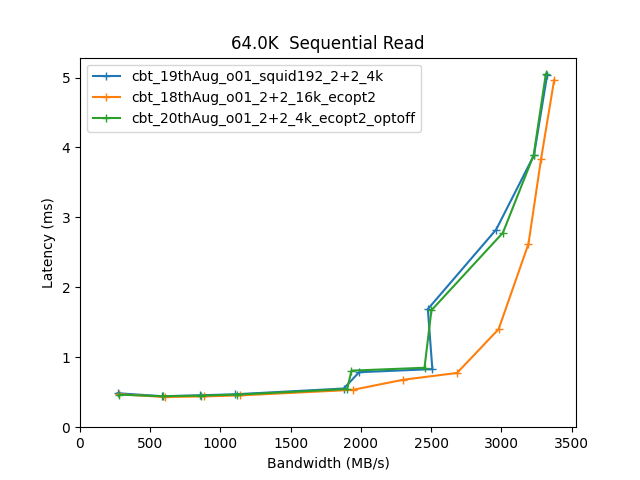 64.0K  Sequential Read
cbt_19thAug_o01_squid192_2+2_4k
cbt_18thAug_o01_2+2_16k_ecopt2
cbt_20thAug_o01_2+2_4k_ecopt2_optoff
Latency (ms)
5
4
3
2
1
0
0 500 1000 1500 2000 2500 3000 3500
Bandwidth (MB/s)